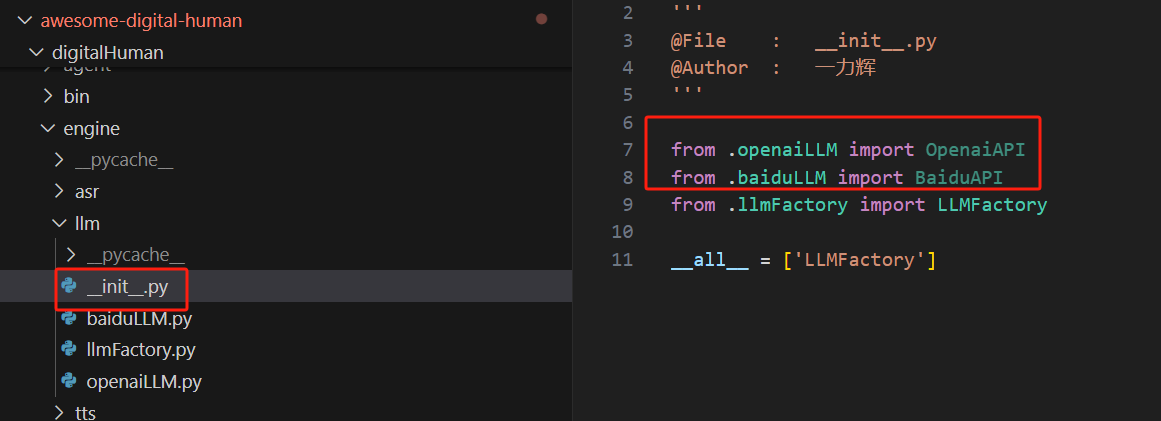 awesome-digital-human
digitalHuman
agent
bin
engine
__pycache__
asr
llm
__pycache__
__init__.py
baiduLLM.py
llmFactory.py
openaiLLM.py
tts
2 '''
3 @File    :   __init__.py
4 @Author  :   一力辉
5 '''
6
7 from .openaiLLM import OpenaiAPI
8 from .baiduLLM import BaiduAPI
9 from .llmFactory import LLMFactory
10
11 __all__ = ['LLMFactory']